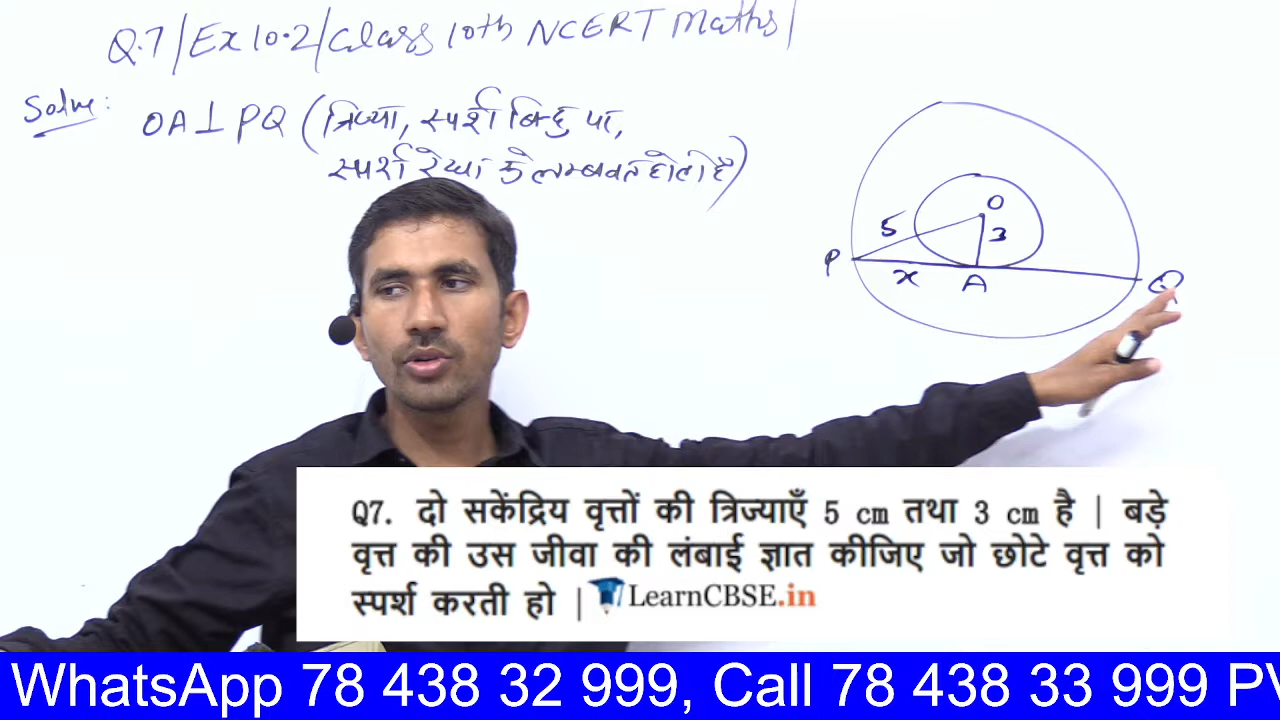 Q.7/Ex 10.2/Class 10th NCERT Maths/
Solve:
OA⊥PQ (त्रिज्या, स्पर्श बिन्दु पर,
स्पर्श रेखा के लम्बवत होती है)
O
5
3
P
x
A
Q
Q7. दो सकेंद्रिय वृत्तों की त्रिज्याएँ 5 cm तथा 3 cm है | बड़े
वृत्त की उस जीवा की लंबाई ज्ञात कीजिए जो छोटे वृत्त को
स्पर्श करती हो | LearnCBSE.in
WhatsApp 78 438 32 999, Call 78 438 33 999 PV